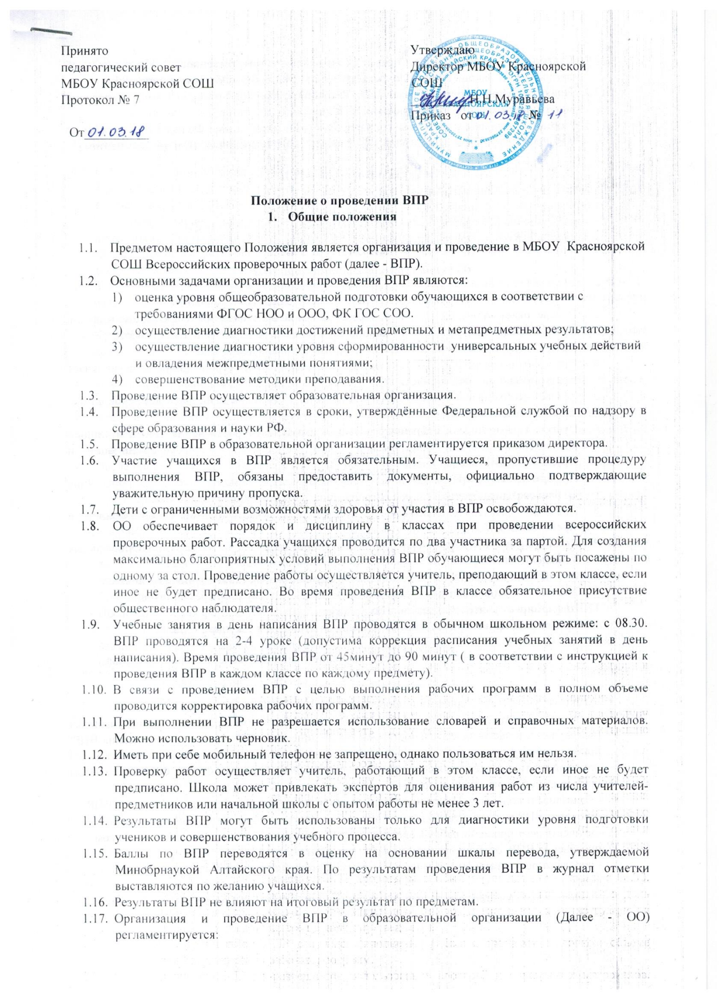 Принято
педагогический совет
МБОУ Красноярской СОШ
Протокол № 7
От 01.03.18
Утверждаю
Директор МБОУ Красноярской
СОШ
Н.Н.Муравьева
Приказ от 01.03.18 № 11
МБОУ
КРАСНОЯРСКАЯ
СОШ
Положение о проведении ВПР
1. Общие положения
1.1. Предметом настоящего Положения является организация и проведение в МБОУ Красноярской
СОШ Всероссийских проверочных работ (далее - ВПР).
1.2. Основными задачами организации и проведения ВПР являются:
1) оценка уровня общеобразовательной подготовки обучающихся в соответствии с
требованиями ФГОС НОО и ООО, ФК ГОС СОО.
2) осуществление диагностики достижений предметных и метапредметных результатов;
3) осуществление диагностики уровня сформированности универсальных учебных действий
и овладения межпредметными понятиями;
4) совершенствование методики преподавания.
1.3. Проведение ВПР осуществляет образовательная организация.
1.4. Проведение ВПР осуществляется в сроки, утверждённые Федеральной службой по надзору в
сфере образования и науки РФ.
1.5. Проведение ВПР в образовательной организации регламентируется приказом директора.
1.6. Участие учащихся в ВПР является обязательным. Учащиеся, пропустившие процедуру
выполнения ВПР, обязаны предоставить документы, официально подтверждающие
уважительную причину пропуска.
1.7. Дети с ограниченными возможностями здоровья от участия в ВПР освобождаются.
1.8. ОО обеспечивает порядок и дисциплину в классах при проведении всероссийских
проверочных работ. Рассадка учащихся проводится по два участника за партой. Для создания
максимально благоприятных условий выполнения ВПР обучающиеся могут быть посажены по
одному за стол. Проведение работы осуществляется учитель, преподающий в этом классе, если
иное не будет предписано. Во время проведения ВПР в классе обязательное присутствие
общественного наблюдателя.
1.9. Учебные занятия в день написания ВПР проводятся в обычном школьном режиме: с 08.30.
ВПР проводятся на 2-4 уроке (допустима коррекция расписания учебных занятий в день
написания). Время проведения ВПР от 45минут до 90 минут ( в соответствии с инструкцией к
проведения ВПР в каждом классе по каждому предмету).
1.10. В связи с проведением ВПР с целью выполнения рабочих программ в полном объеме
проводится корректировка рабочих программ.
1.11. При выполнении ВПР не разрешается использование словарей и справочных материалов.
Можно использовать черновик.
1.12. Иметь при себе мобильный телефон не запрещено, однако пользоваться им нельзя.
1.13. Проверку работ осуществляет учитель, работающий в этом классе, если иное не будет
предписано. Школа может привлекать экспертов для оценивания работ из числа учителей-
предметников или начальной школы с опытом работы не менее 3 лет.
1.14. Результаты ВПР могут быть использованы только для диагностики уровня подготовки
учеников и совершенствования учебного процесса.
1.15. Баллы по ВПР переводятся в оценку на основании шкалы перевода, утверждаемой
Минобрнаукой Алтайского края. По результатам проведения ВПР в журнал отметки
выставляются по желанию учащихся.
1.16. Результаты ВПР не влияют на итоговый результат по предметам.
1.17. Организация и проведение ВПР в образовательной организации (Далее - ОО)
регламентируется: